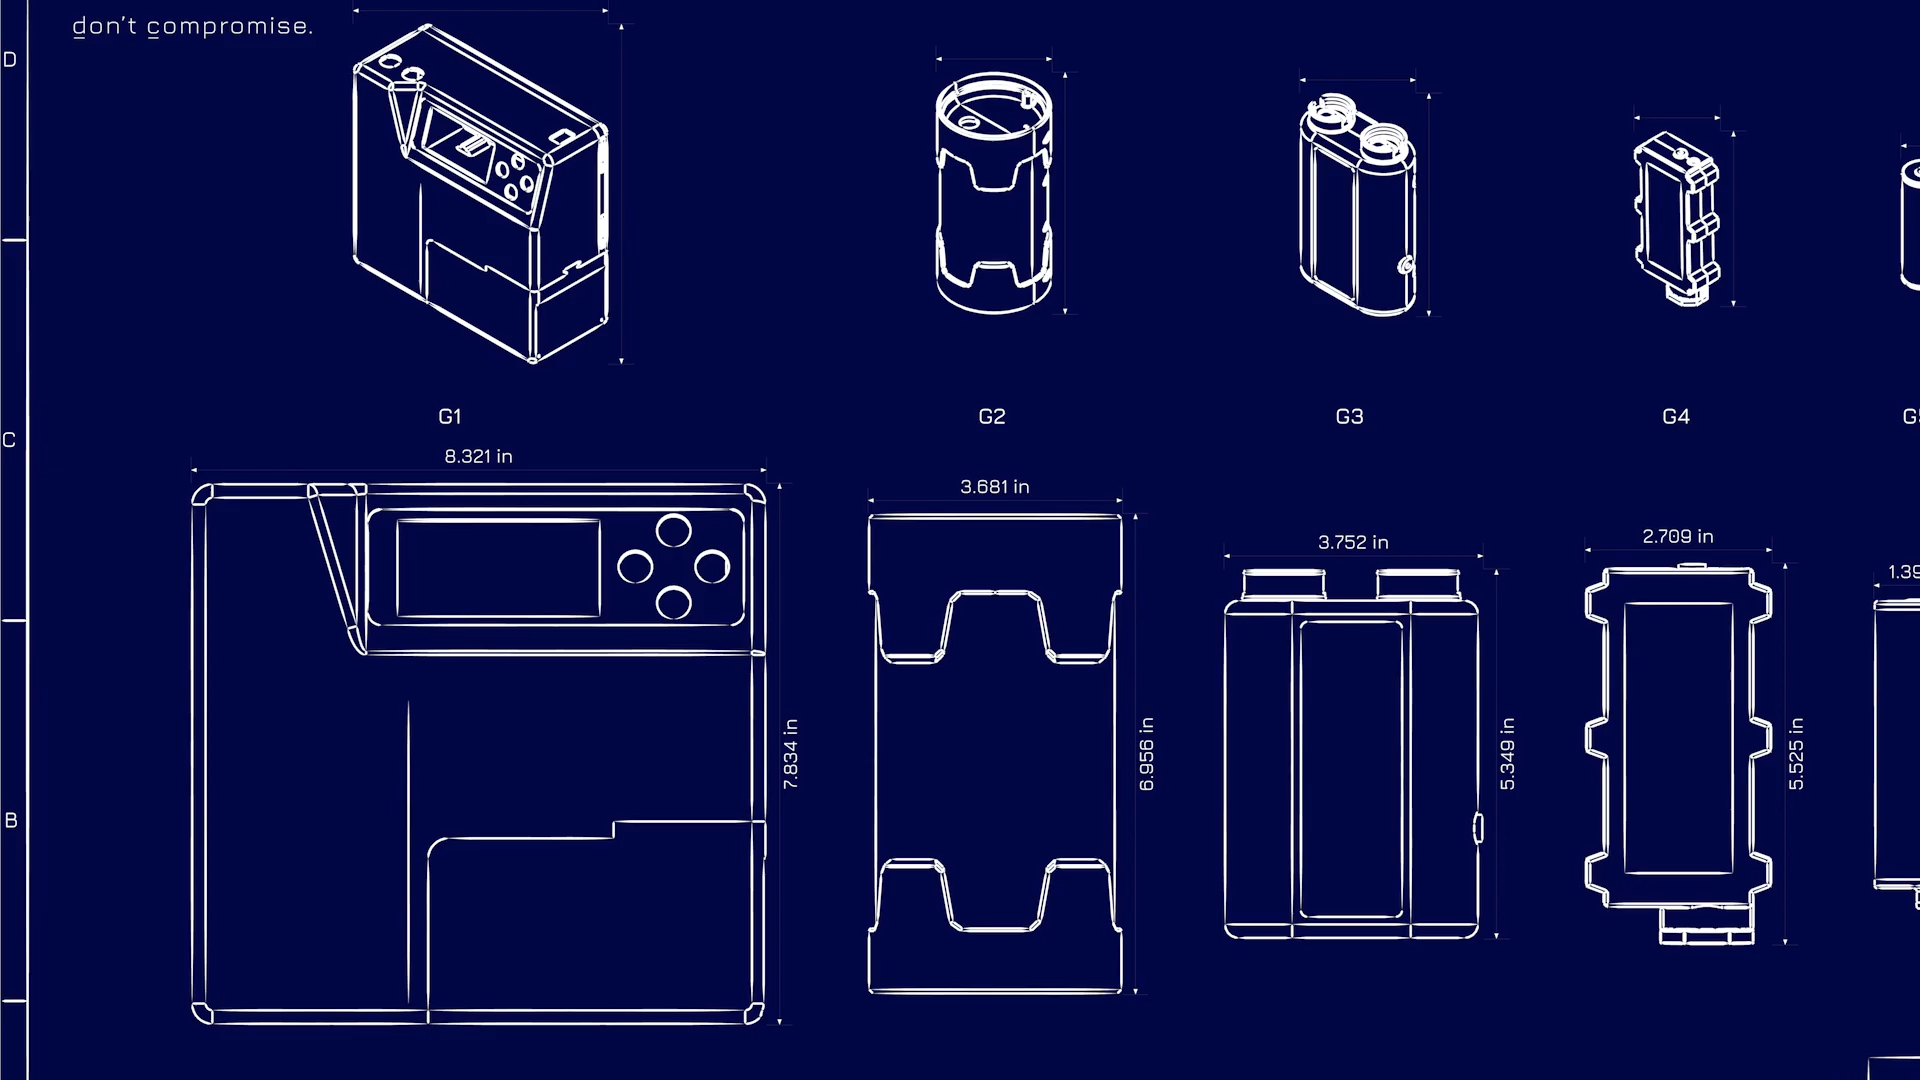 don't compromise.
D
G1
G2
G3
G4
C
8.321 in
3.681 in
3.752 in
2.709 in
7.834 in
6.956 in
5.349 in
5.525 in
B